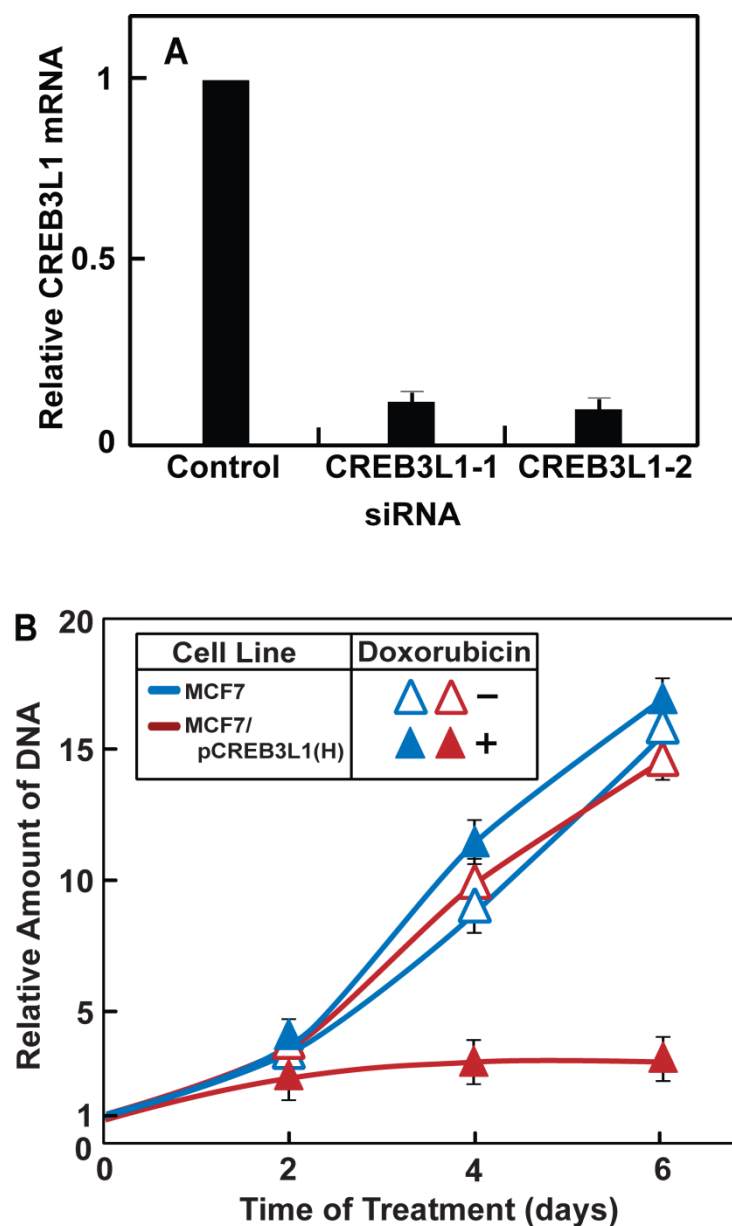 A
Relative CREB3L1 mRNA
1
0.5
0
Control CREB3L1-1 CREB3L1-2
siRNA
B
Relative Amount of DNA
20
15
10
5
1
0
Cell Line Doxorubicin
MCF7 –
MCF7/ +
pCREB3L1(H)
0 2 4 6
Time of Treatment (days)